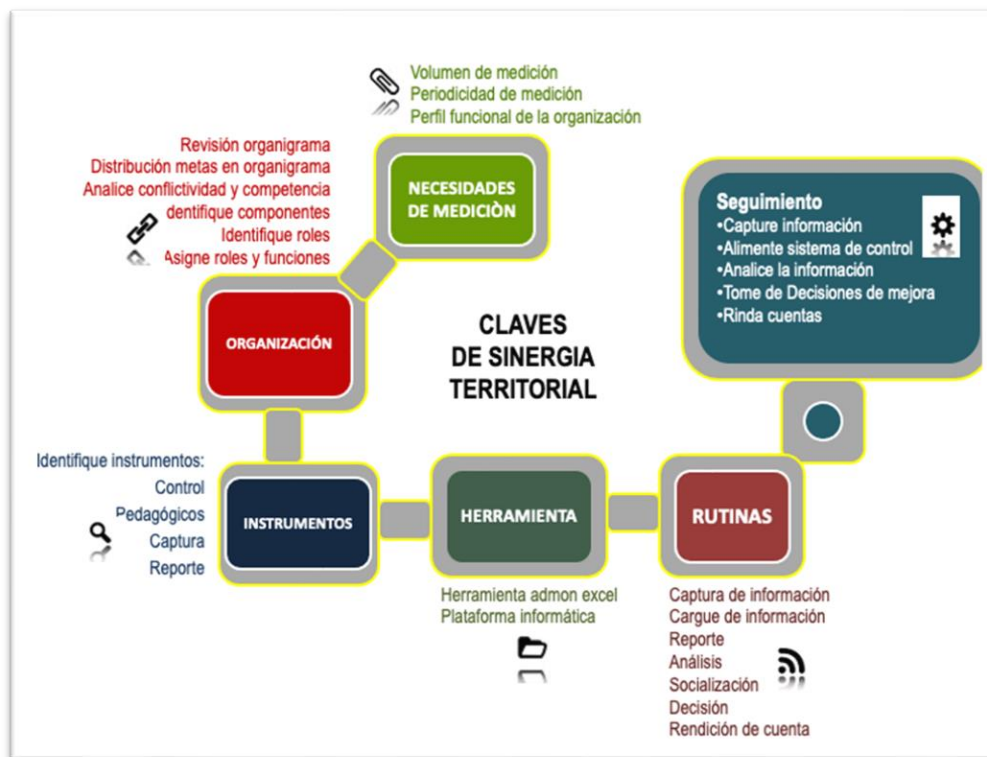 Volumen de medición
Periodicidad de medición
Perfil funcional de la organización
NECESIDADES
DE MEDICIÒN
Revisión organigrama
Distribución metas en organigrama
Analice conflictividad y competencia
dentifique componentes
Identifique roles
Asigne roles y funciones
ORGANIZACIÓN
CLAVES
DE SINERGIA
TERRITORIAL
Seguimiento
•Capture información
•Alimente sistema de control
•Analice la información
•Tome de Decisiones de mejora
•Rinda cuentas
Identifique instrumentos:
Control
Pedagógicos
Captura
Reporte
INSTRUMENTOS
HERRAMIENTA
Herramienta admon excel
Plataforma informática
RUTINAS
Captura de información
Cargue de información
Reporte
Análisis
Socialización
Decisión
Rendición de cuenta